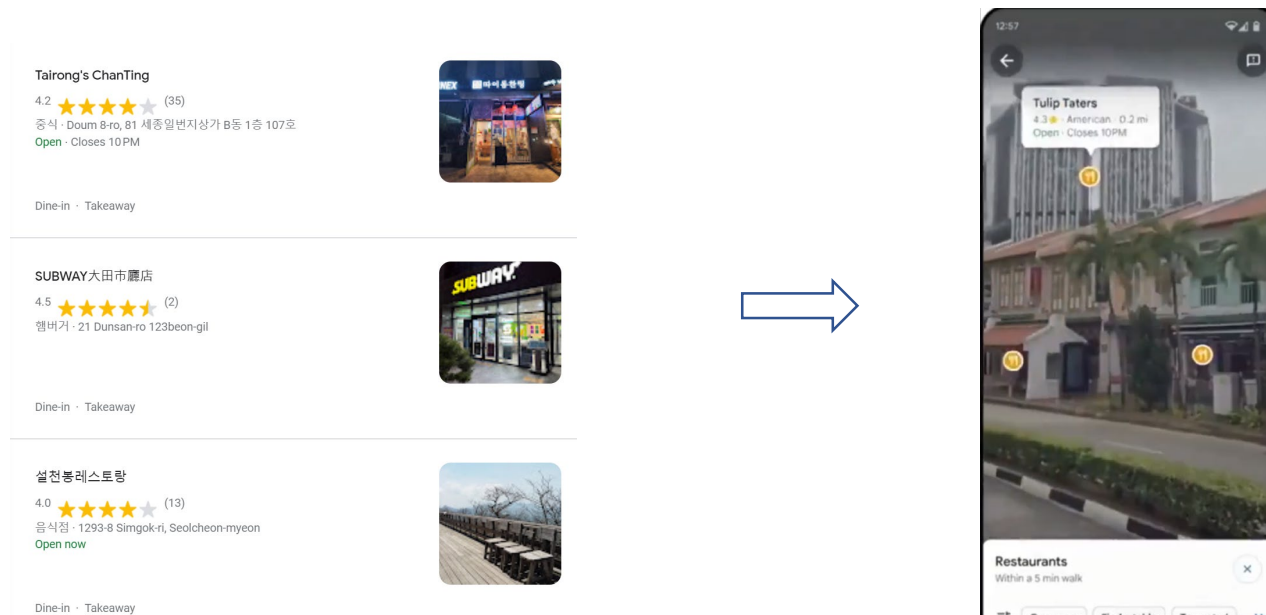 Tairong's ChanTing
4.2 (35)
중식 · Doum 8-ro, 81 세종일번지상가 B동 1층 107호
Open · Closes 10 PM
Dine-in · Takeaway
SUBWAY大田市廳店
4.5 (2)
햄버거 · 21 Dunsan-ro 123beon-gil
Dine-in · Takeaway
SUBWAY
설천봉레스토랑
4.0 (13)
음식점 · 1293-8 Simgok-ri, Seolcheon-myeon
Open now
Dine-in · Takeaway
12:57
Tulip Taters
4.3 · American · 0.2 mi
Open · Closes 10PM
Restaurants
Within a 5 min walk